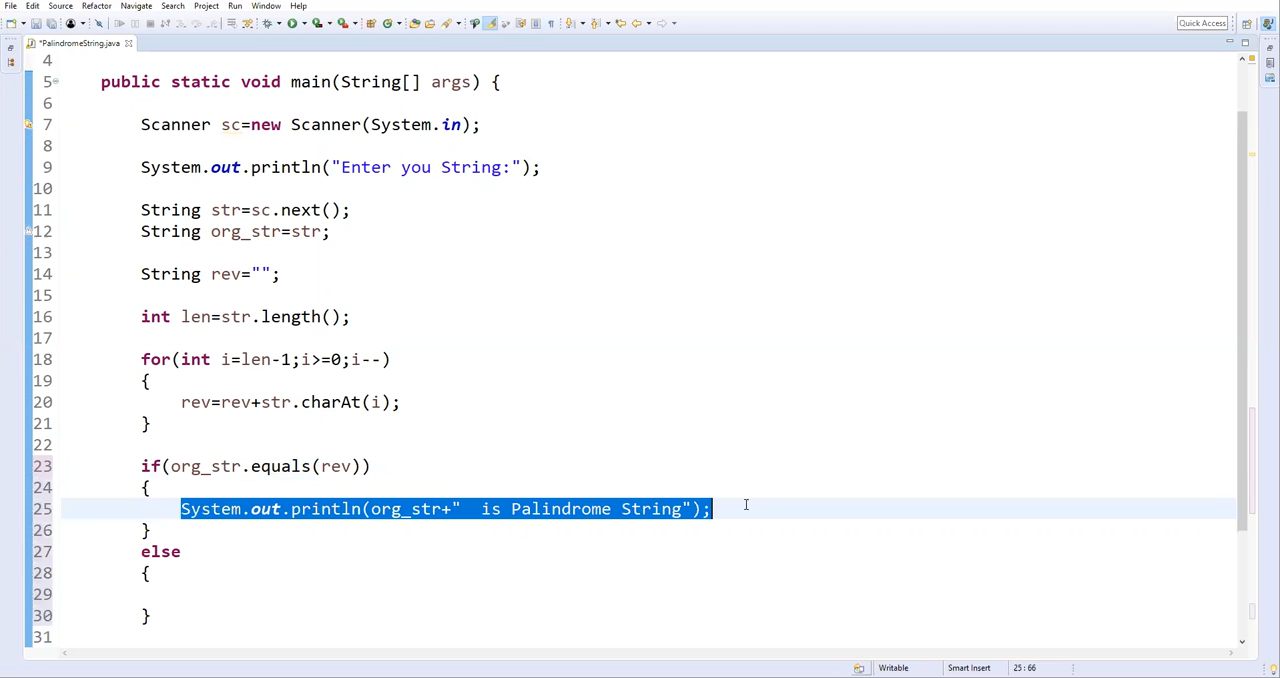 File Edit Source Refactor Navigate Search Project Run Window Help
Quick Access
*PalindromeString.java
4
5 public static void main(String[] args) {
6
7 Scanner sc=new Scanner(System.in);
8
9 System.out.println("Enter you String:");
10
11 String str=sc.next();
12 String org_str=str;
13
14 String rev="";
15
16 int len=str.length();
17
18 for(int i=len-1;i>=0;i--)
19 {
20 rev=rev+str.charAt(i);
21 }
22
23 if(org_str.equals(rev))
24 {
25 System.out.println(org_str+"  is Palindrome String");
26 }
27 else
28 {
29
30 }
31
Writable Smart Insert 25 : 66